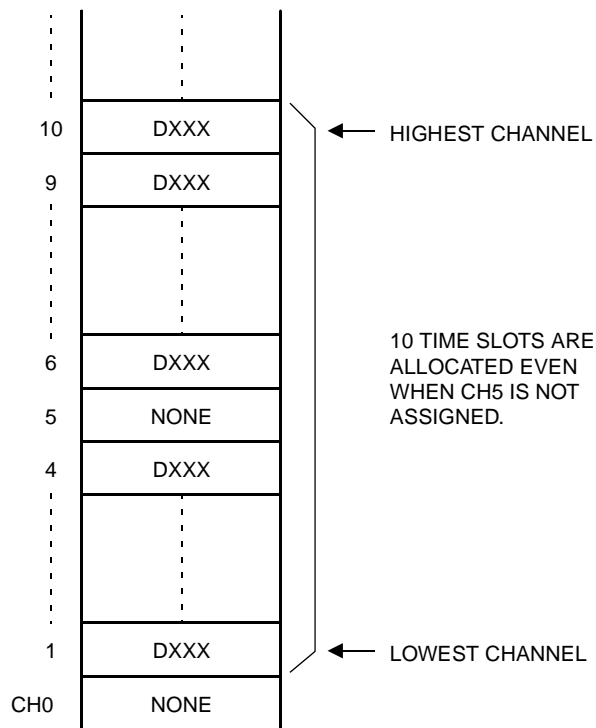 10 DXXX HIGHEST CHANNEL
9 DXXX
10 TIME SLOTS ARE
ALLOCATED EVEN
WHEN CH5 IS NOT
ASSIGNED.
6 DXXX
5 NONE
4 DXXX
1 DXXX LOWEST CHANNEL
CH0 NONE